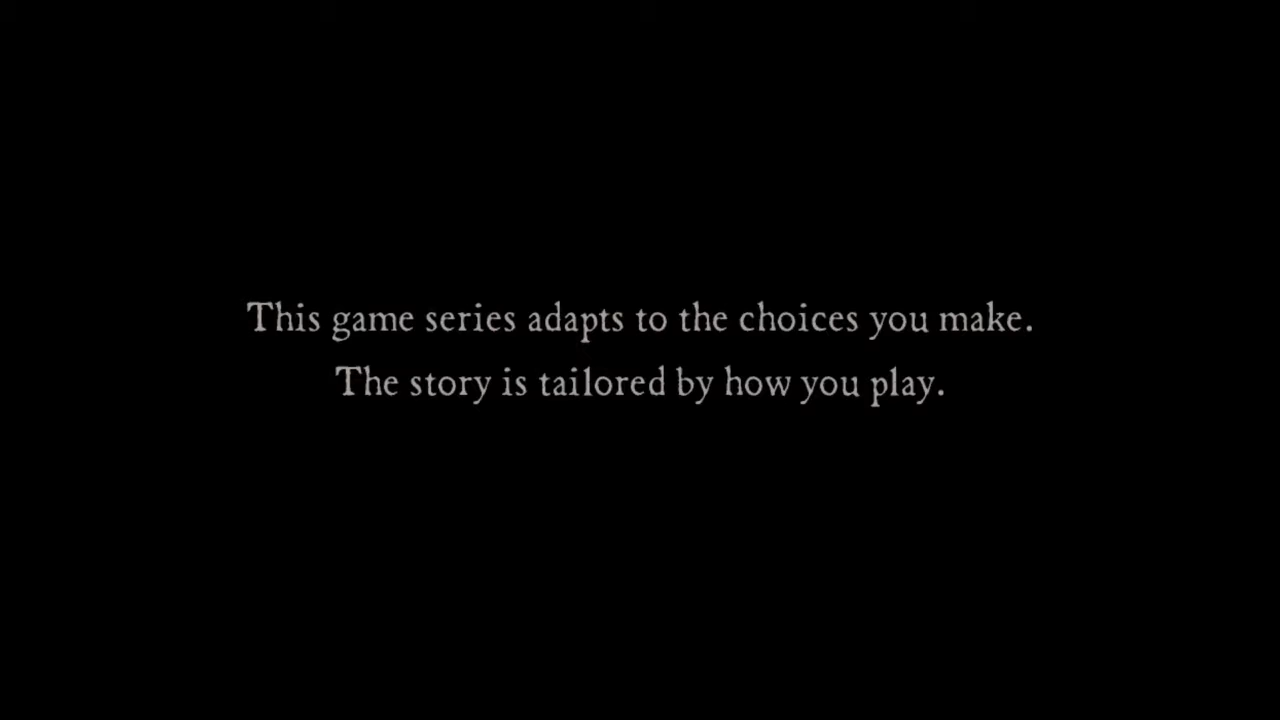 This game series adapts to the choices you make.
The story is tailored by how you play.